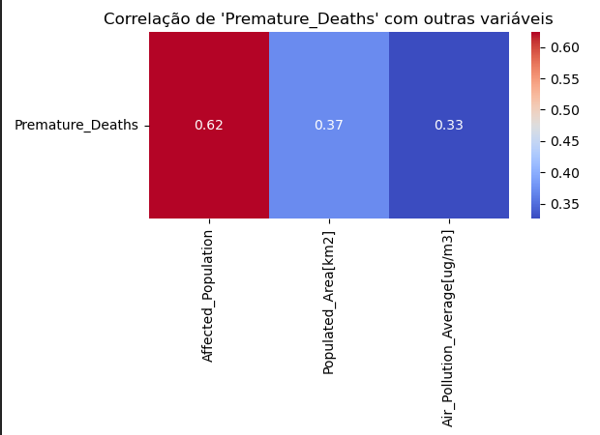 Correlação de 'Premature_Deaths' com outras variáveis
Premature_Deaths
0.62
0.37
0.33
0.60
0.55
0.50
0.45
0.40
0.35
Affected_Population
Populated_Area[km2]
Air_Pollution_Average[ug/m3]